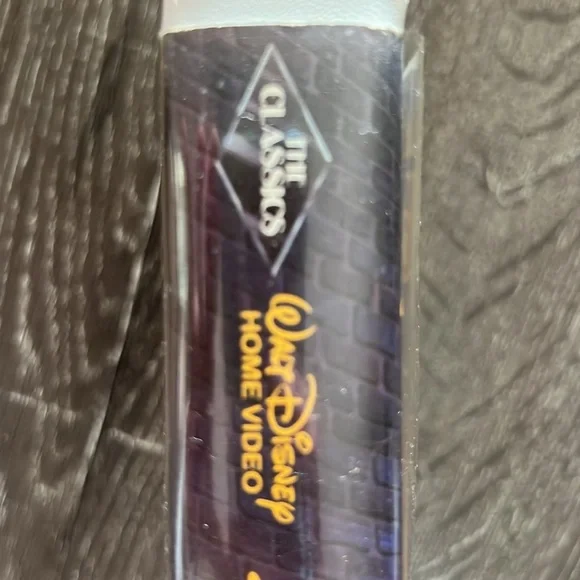 THE
CLASSICS
WALT DISNEY
HOME VIDEO